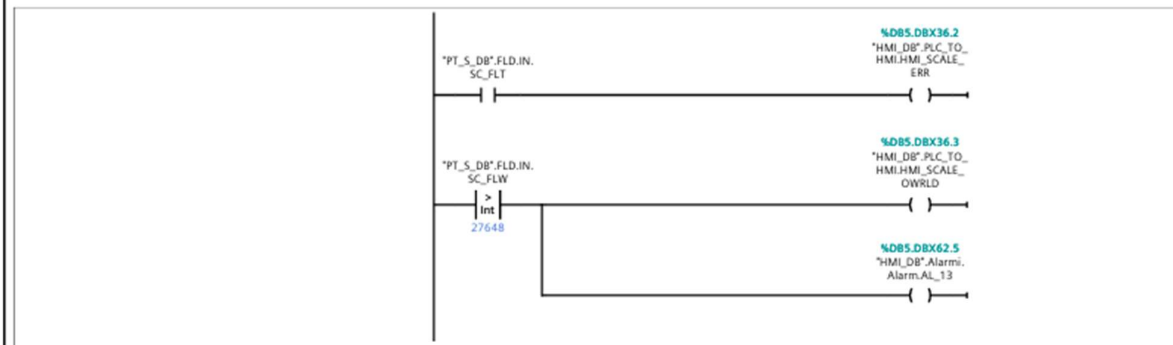 %DB5.DBX36.2
"HMI_DB".PLC_TO_
HMI.HMI_SCALE_
ERR
"PT_S_DB".FLD.IN.
SC_FLT
%DB5.DBX36.3
"HMI_DB".PLC_TO_
HMI.HMI_SCALE_
OWRLD
"PT_S_DB".FLD.IN.
SC_FLW
>
Int
27648
%DB5.DBX62.5
"HMI_DB".Alarmi.
Alarm.AL_13